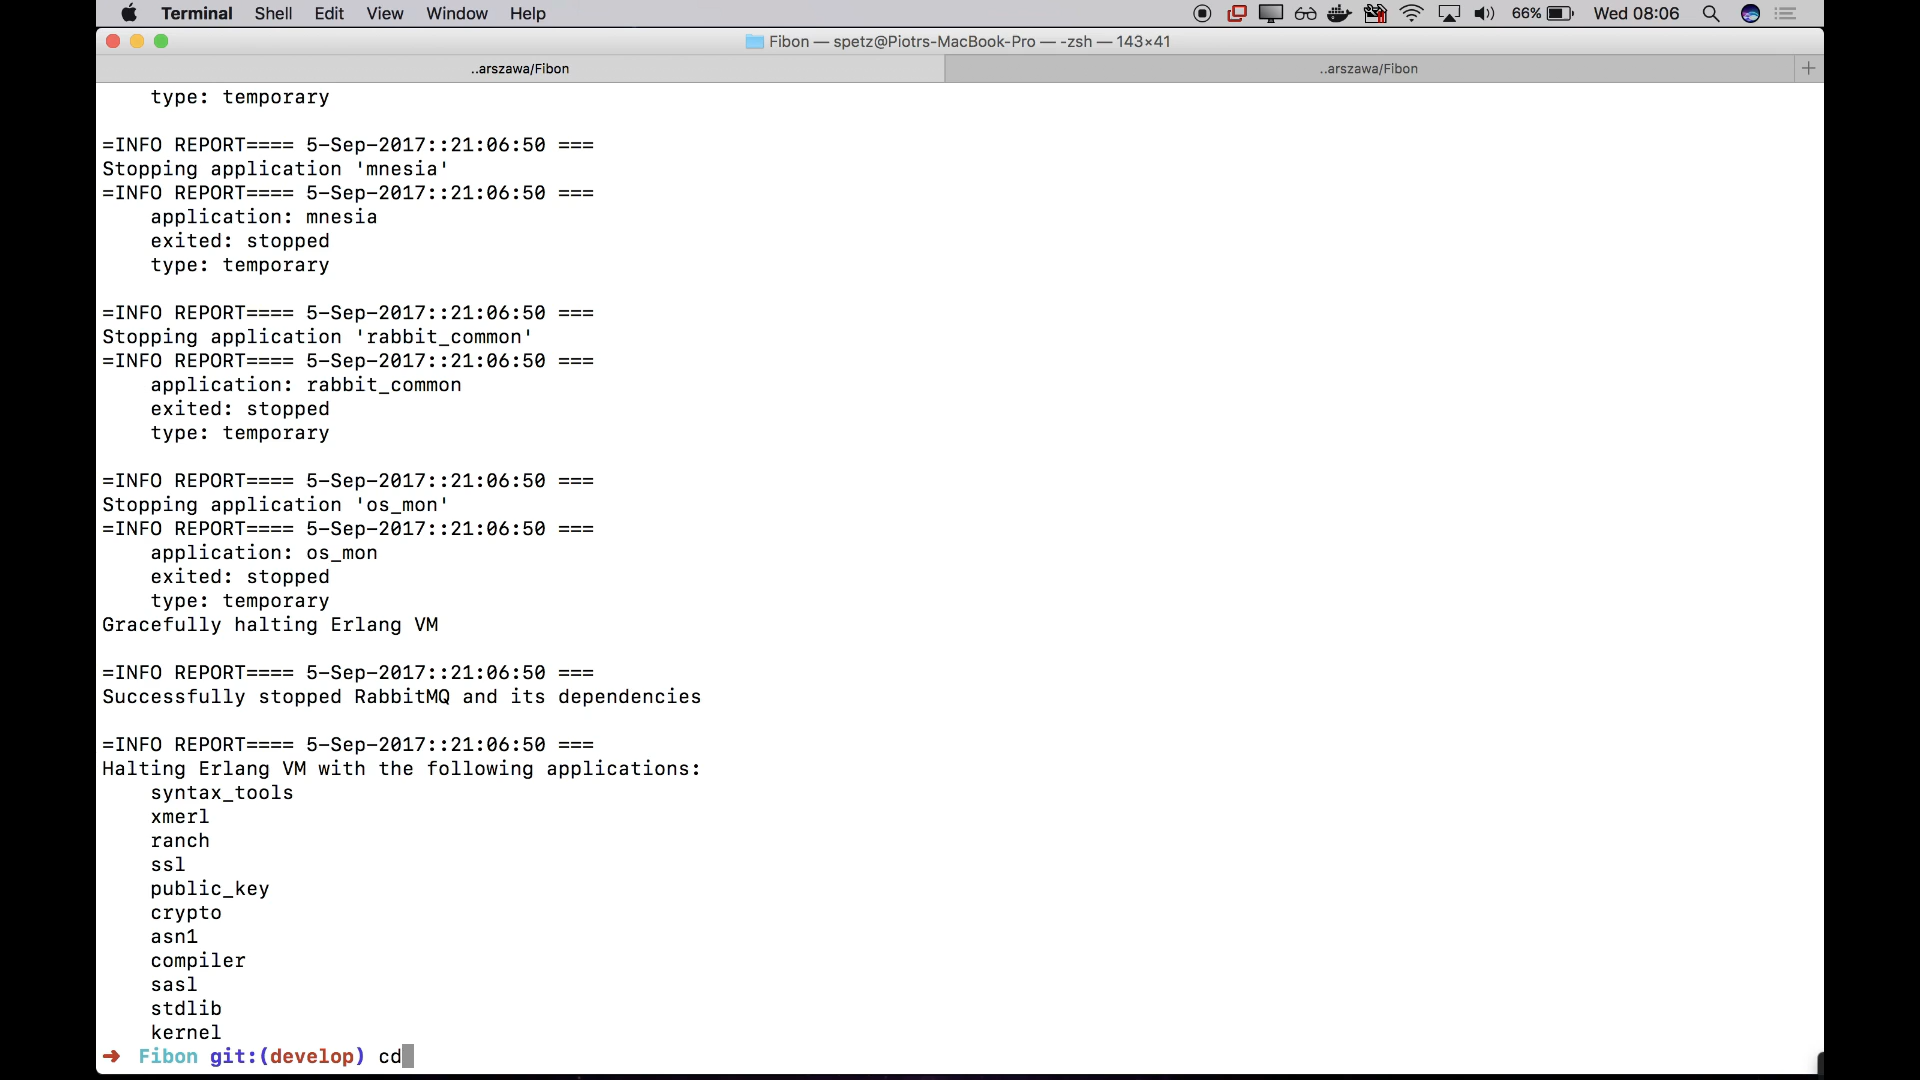 Terminal Shell Edit View Window Help 66% Wed 08:06
Fibon — spetz@Piotrs-MacBook-Pro — -zsh — 143×41
..arszawa/Fibon ..arszawa/Fibon +
type: temporary
=INFO REPORT==== 5-Sep-2017::21:06:50 ===
Stopping application 'mnesia'
=INFO REPORT==== 5-Sep-2017::21:06:50 ===
application: mnesia
exited: stopped
type: temporary
=INFO REPORT==== 5-Sep-2017::21:06:50 ===
Stopping application 'rabbit_common'
=INFO REPORT==== 5-Sep-2017::21:06:50 ===
application: rabbit_common
exited: stopped
type: temporary
=INFO REPORT==== 5-Sep-2017::21:06:50 ===
Stopping application 'os_mon'
=INFO REPORT==== 5-Sep-2017::21:06:50 ===
application: os_mon
exited: stopped
type: temporary
Gracefully halting Erlang VM
=INFO REPORT==== 5-Sep-2017::21:06:50 ===
Successfully stopped RabbitMQ and its dependencies
=INFO REPORT==== 5-Sep-2017::21:06:50 ===
Halting Erlang VM with the following applications:
syntax_tools
xmerl
ranch
ssl
public_key
crypto
asn1
compiler
sasl
stdlib
kernel
➜ Fibon git:(develop) cd